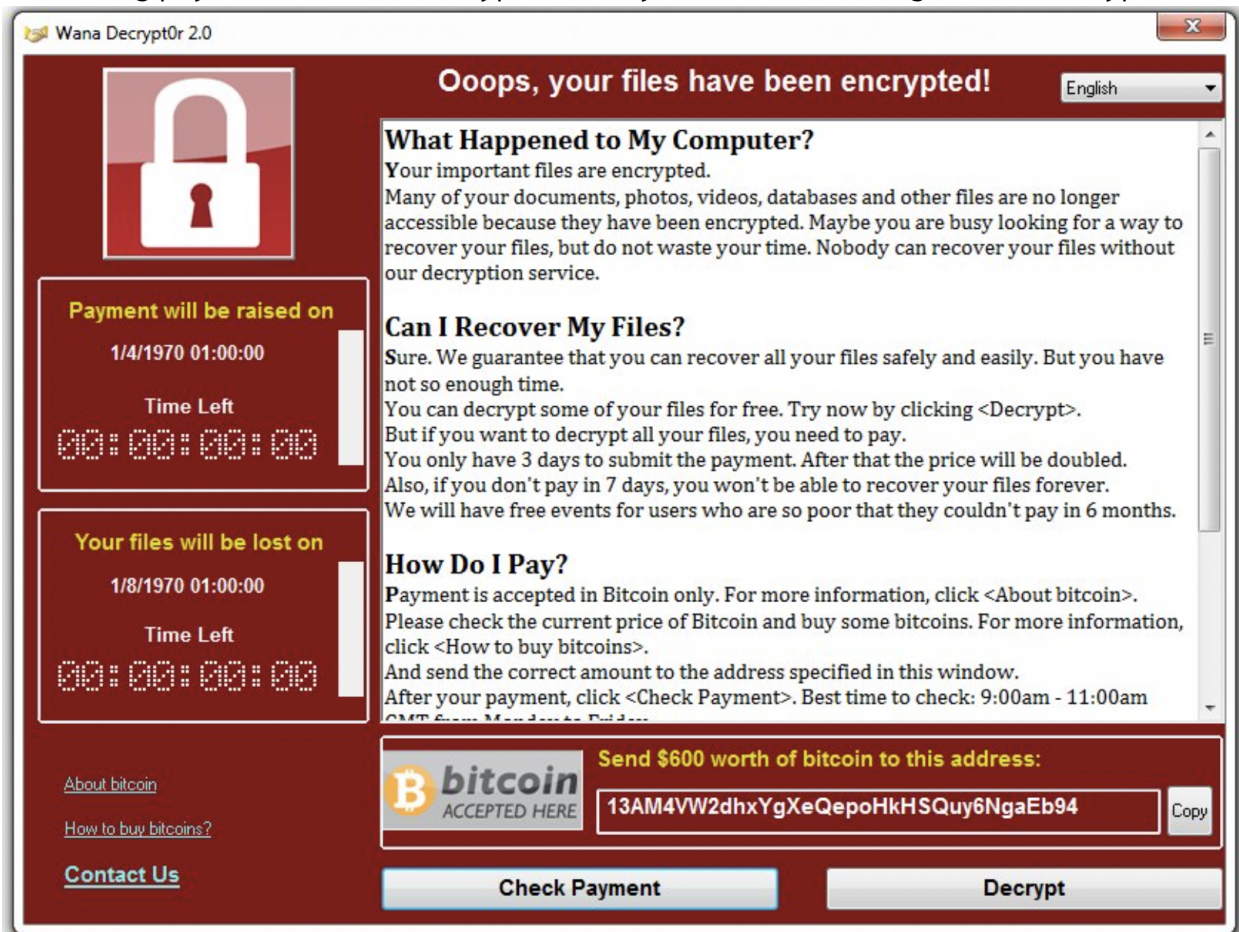 Wana Decrypt0r 2.0
Ooops, your files have been encrypted!
English
What Happened to My Computer?
Your important files are encrypted.
Many of your documents, photos, videos, databases and other files are no longer
accessible because they have been encrypted. Maybe you are busy looking for a way to
recover your files, but do not waste your time. Nobody can recover your files without
our decryption service.
Can I Recover My Files?
Sure. We guarantee that you can recover all your files safely and easily. But you have
not so enough time.
You can decrypt some of your files for free. Try now by clicking <Decrypt>.
But if you want to decrypt all your files, you need to pay.
You only have 3 days to submit the payment. After that the price will be doubled.
Also, if you don't pay in 7 days, you won't be able to recover your files forever.
We will have free events for users who are so poor that they couldn't pay in 6 months.
How Do I Pay?
Payment is accepted in Bitcoin only. For more information, click <About bitcoin>.
Please check the current price of Bitcoin and buy some bitcoins. For more information,
click <How to buy bitcoins>.
And send the correct amount to the address specified in this window.
After your payment, click <Check Payment>. Best time to check: 9:00am - 11:00am
GMT from Monday to Friday.
Payment will be raised on
1/4/1970 01:00:00
Time Left
00:00:00:00
Your files will be lost on
1/8/1970 01:00:00
Time Left
00:00:00:00
About bitcoin
How to buy bitcoins?
Contact Us
bitcoin
ACCEPTED HERE
Send $600 worth of bitcoin to this address:
13AM4VW2dhxYgXeQepoHkHSQuy6NgaEb94
Copy
Check Payment
Decrypt